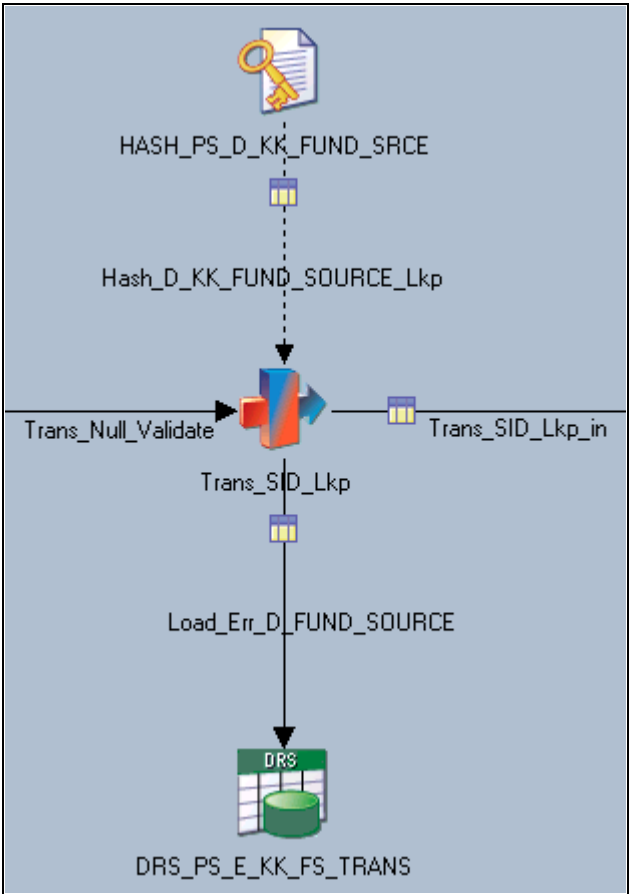 HASH_PS_D_KK_FUND_SRCE
Hash_D_KK_FUND_SOURCE_Lkp
Trans_Null_Validate
Trans_SID_Lkp_in
Trans_SID_Lkp
Load_Err_D_FUND_SOURCE
DRS
DRS_PS_E_KK_FS_TRANS